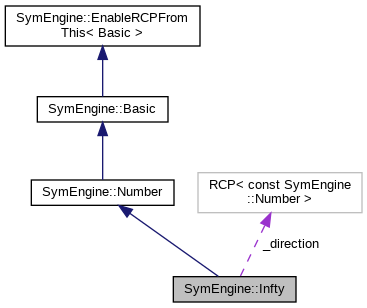 SymEngine::EnableRCPFrom
This< Basic >
SymEngine::Basic
SymEngine::Number
RCP< const SymEngine
::Number >
_direction
SymEngine::Infty